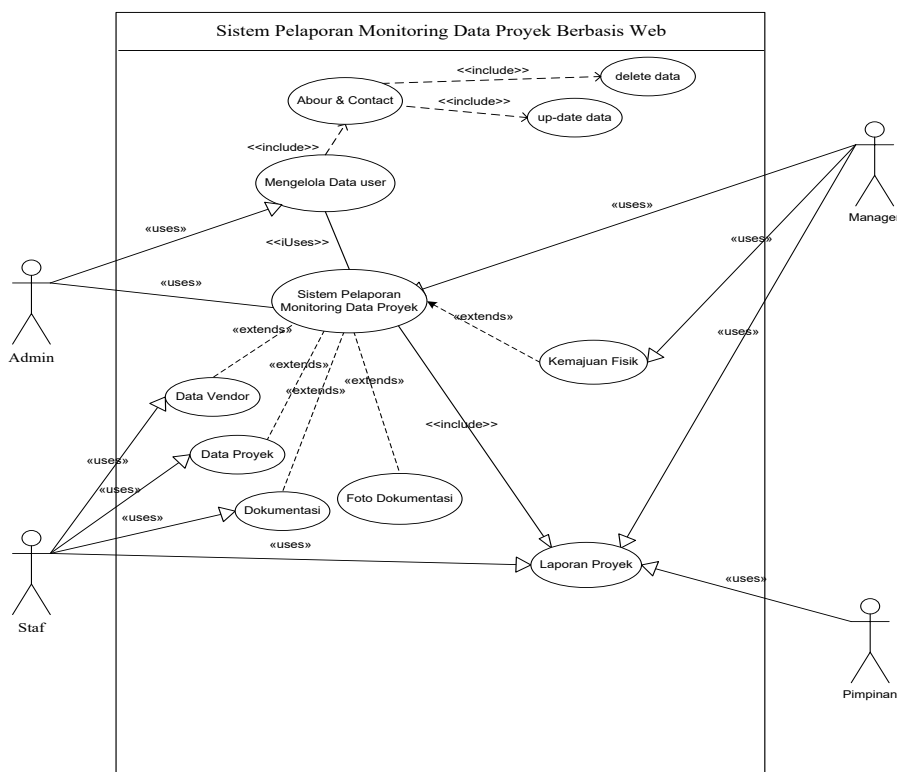 Sistem Pelaporan Monitoring Data Proyek Berbasis Web
<<include>>
delete data
Abour & Contact
<<include>>
up-date data
<<include>>
Mengelola Data user
Manager
«uses»
«uses»
«uses»
<<iUses>>
«uses»
Sistem Pelaporan
Monitoring Data Proyek
«extends»
«extends»
«uses»
Admin
Kemajuan Fisik
«extends»
«extends»
«extends»
Data Vendor
<<include>>
«uses»
Data Proyek
«uses»
Foto Dokumentasi
Dokumentasi
«uses»
«uses»
Laporan Proyek
«uses»
Staf
Pimpinan